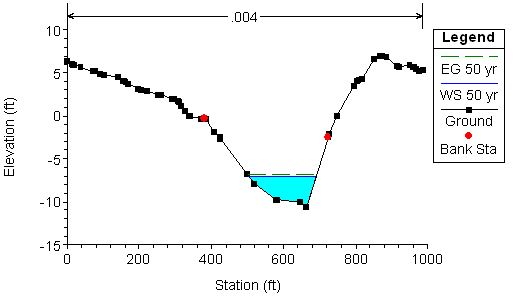 .004
10
5
0
-5
-10
-15
Elevation (ft)
0
200
400
600
800
1000
Station (ft)
Legend
EG 50 yr
WS 50 yr
Ground
Bank Sta